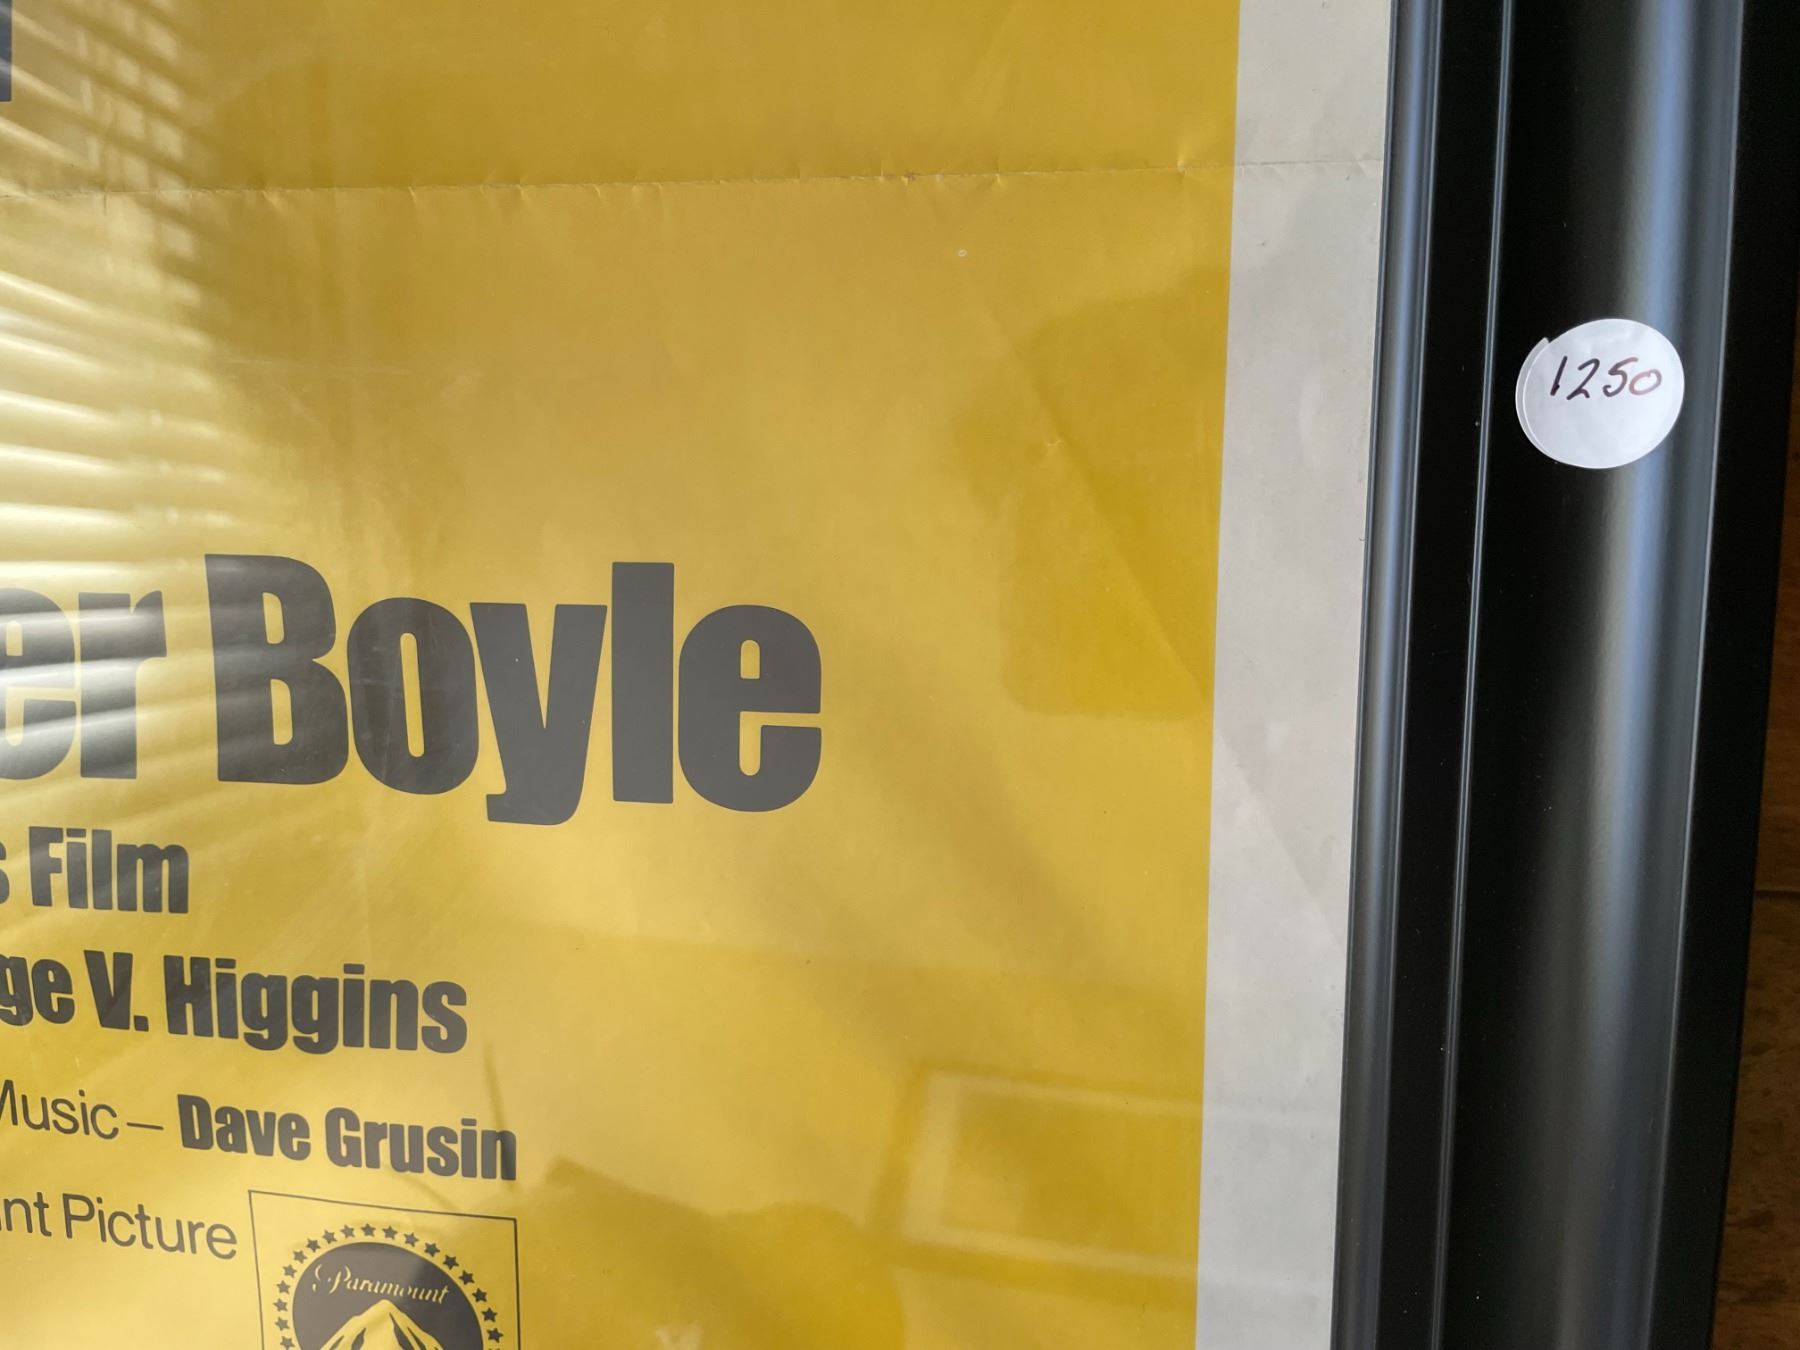 1250
er Boyle
s Film
ge V. Higgins
Music – Dave Grusin
nt Picture
Paramount